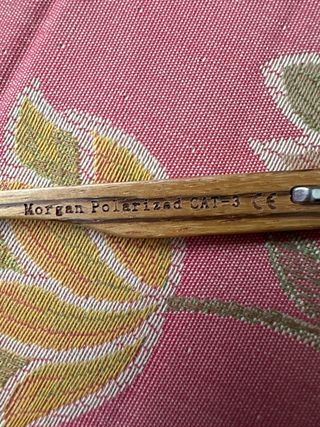 Morgan Polarized CAT=3 CE